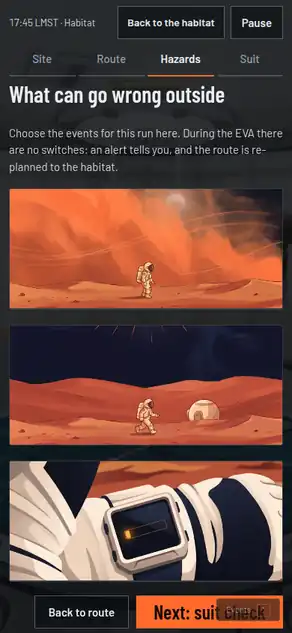 17:45 LMST · Habitat
Back to the habitat
Pause
Site
Route
Hazards
Suit
What can go wrong outside
Choose the events for this run here. During the EVA there
are no switches: an alert tells you, and the route is re-
planned to the habitat.
Back to route
Next: suit check
Events